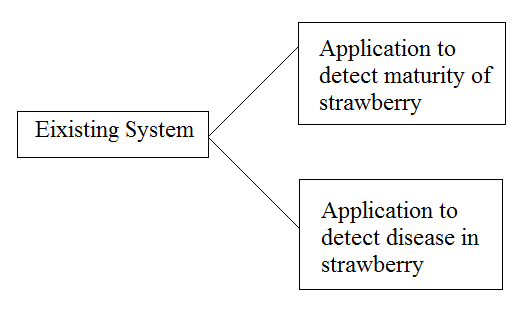 Application to
detect maturity of
strawberry
Eixisting System
Application to
detect disease in
strawberry